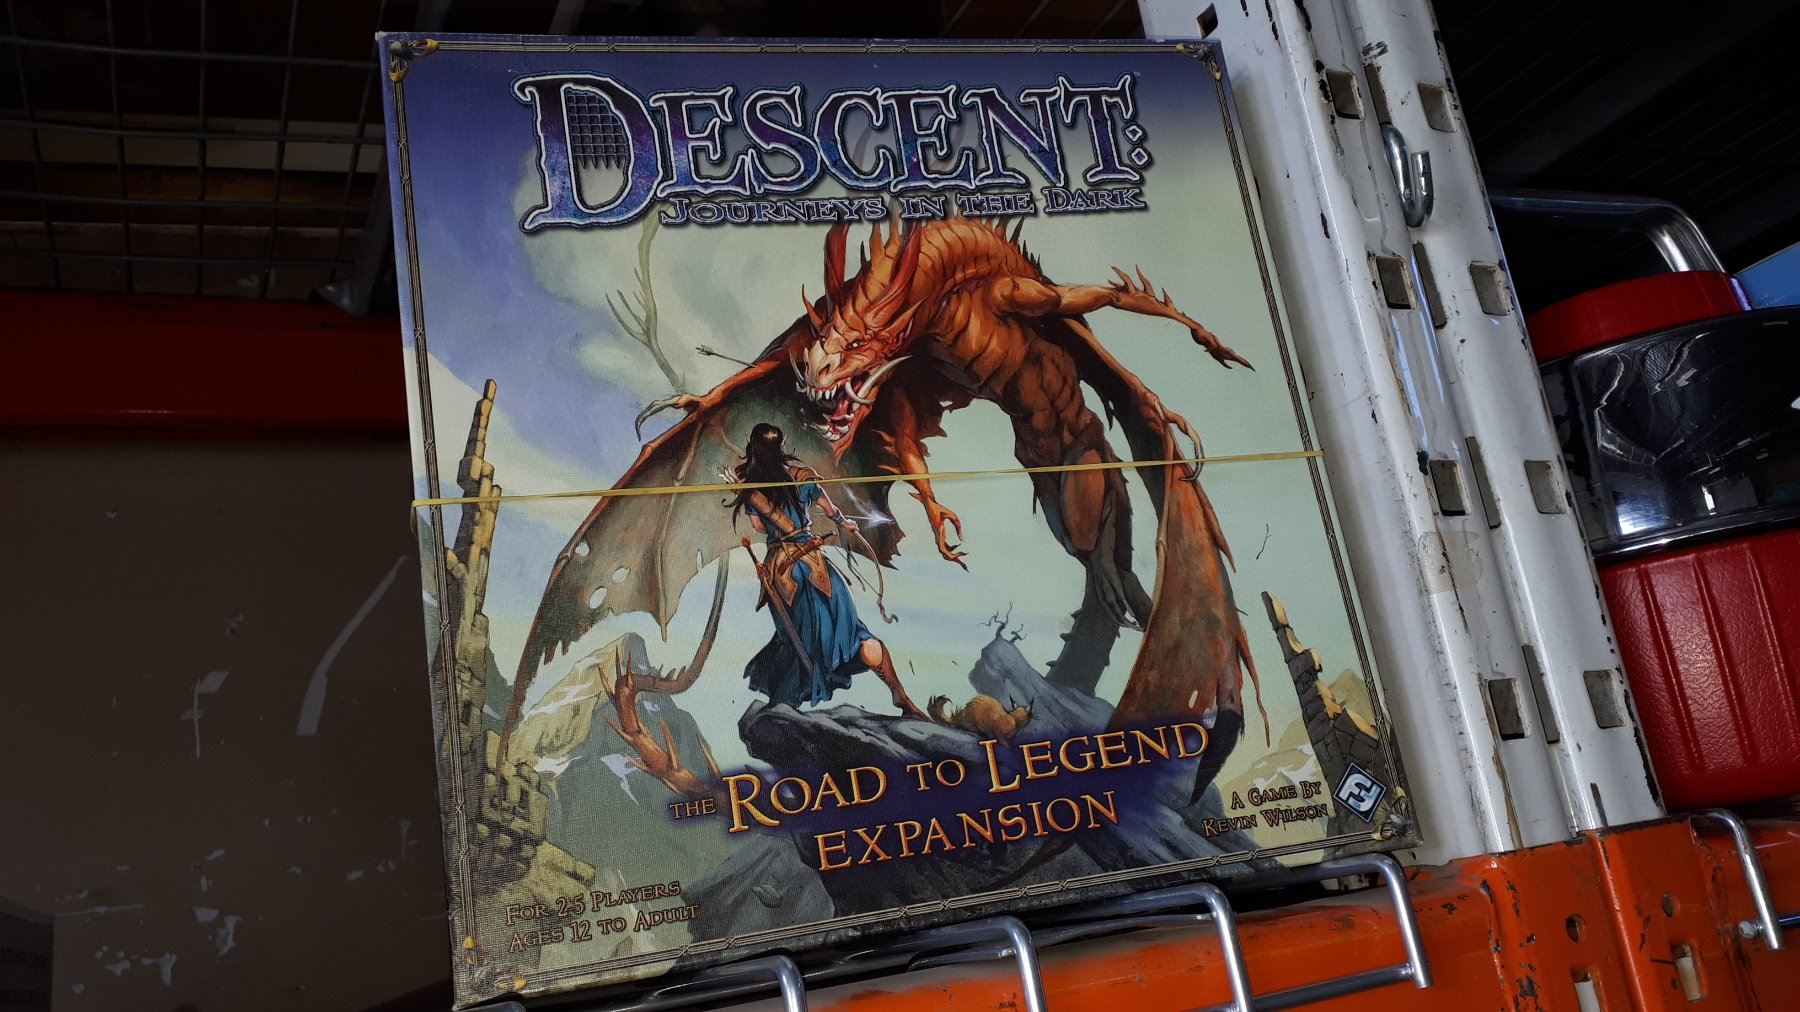 DESCENT:
JOURNEYS IN THE DARK
THE ROAD TO LEGEND
EXPANSION
A GAME BY
KEVIN WILSON
FOR 2-5 PLAYERS
AGES 12 TO ADULT